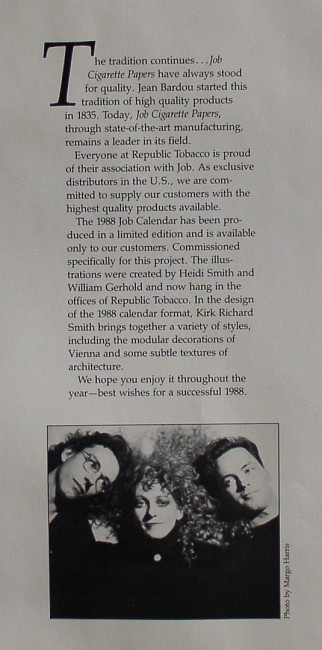 The tradition continues...Job
Cigarette Papers have always stood
for quality. Jean Bardou started this
tradition of high quality products
in 1835. Today, Job Cigarette Papers,
through state-of-the-art manufacturing,
remains a leader in its field.
Everyone at Republic Tobacco is proud
of their association with Job. As exclusive
distributors in the U.S., we are com-
mitted to supply our customers with the
highest quality products available.
The 1988 Job Calendar has been pro-
duced in a limited edition and is available
only to our customers. Commissioned
specifically for this project. The illus-
trations were created by Heidi Smith and
William Gerhold and now hang in the
offices of Republic Tobacco. In the design
of the 1988 calendar format, Kirk Richard
Smith brings together a variety of styles,
including the modular decorations of
Vienna and some subtle textures of
architecture.
We hope you enjoy it throughout the
year—best wishes for a successful 1988.
Photo by Margo Harris